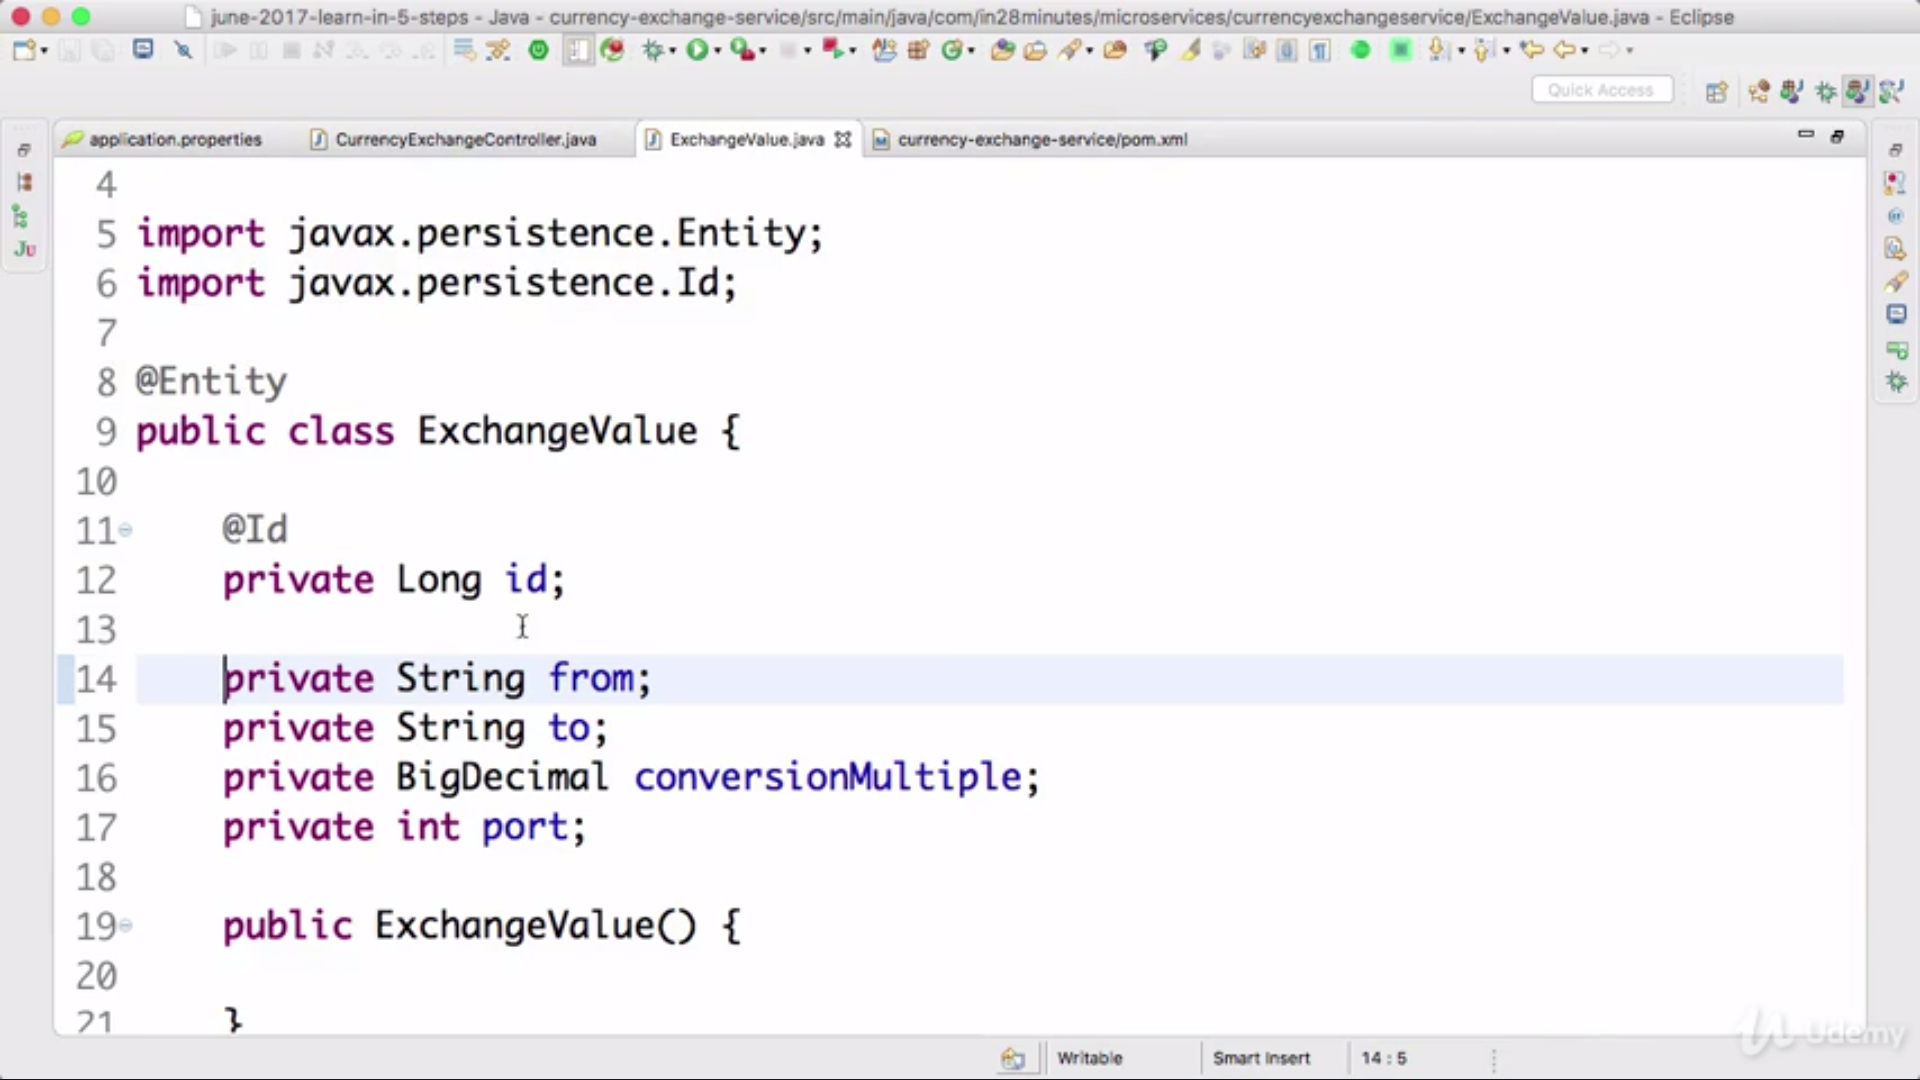 june-2017-learn-in-5-steps - Java - currency-exchange-service/src/main/java/com/in28minutes/microservices/currencyexchangeservice/ExchangeValue.java - Eclipse
Quick Access
application.properties CurrencyExchangeController.java ExchangeValue.java currency-exchange-service/pom.xml
4
5 import javax.persistence.Entity;
6 import javax.persistence.Id;
7
8 @Entity
9 public class ExchangeValue {
10
11 @Id
12 private Long id;
13
14 private String from;
15 private String to;
16 private BigDecimal conversionMultiple;
17 private int port;
18
19 public ExchangeValue() {
20
21 }
Ju
Writable Smart Insert 14 : 5
Udemy